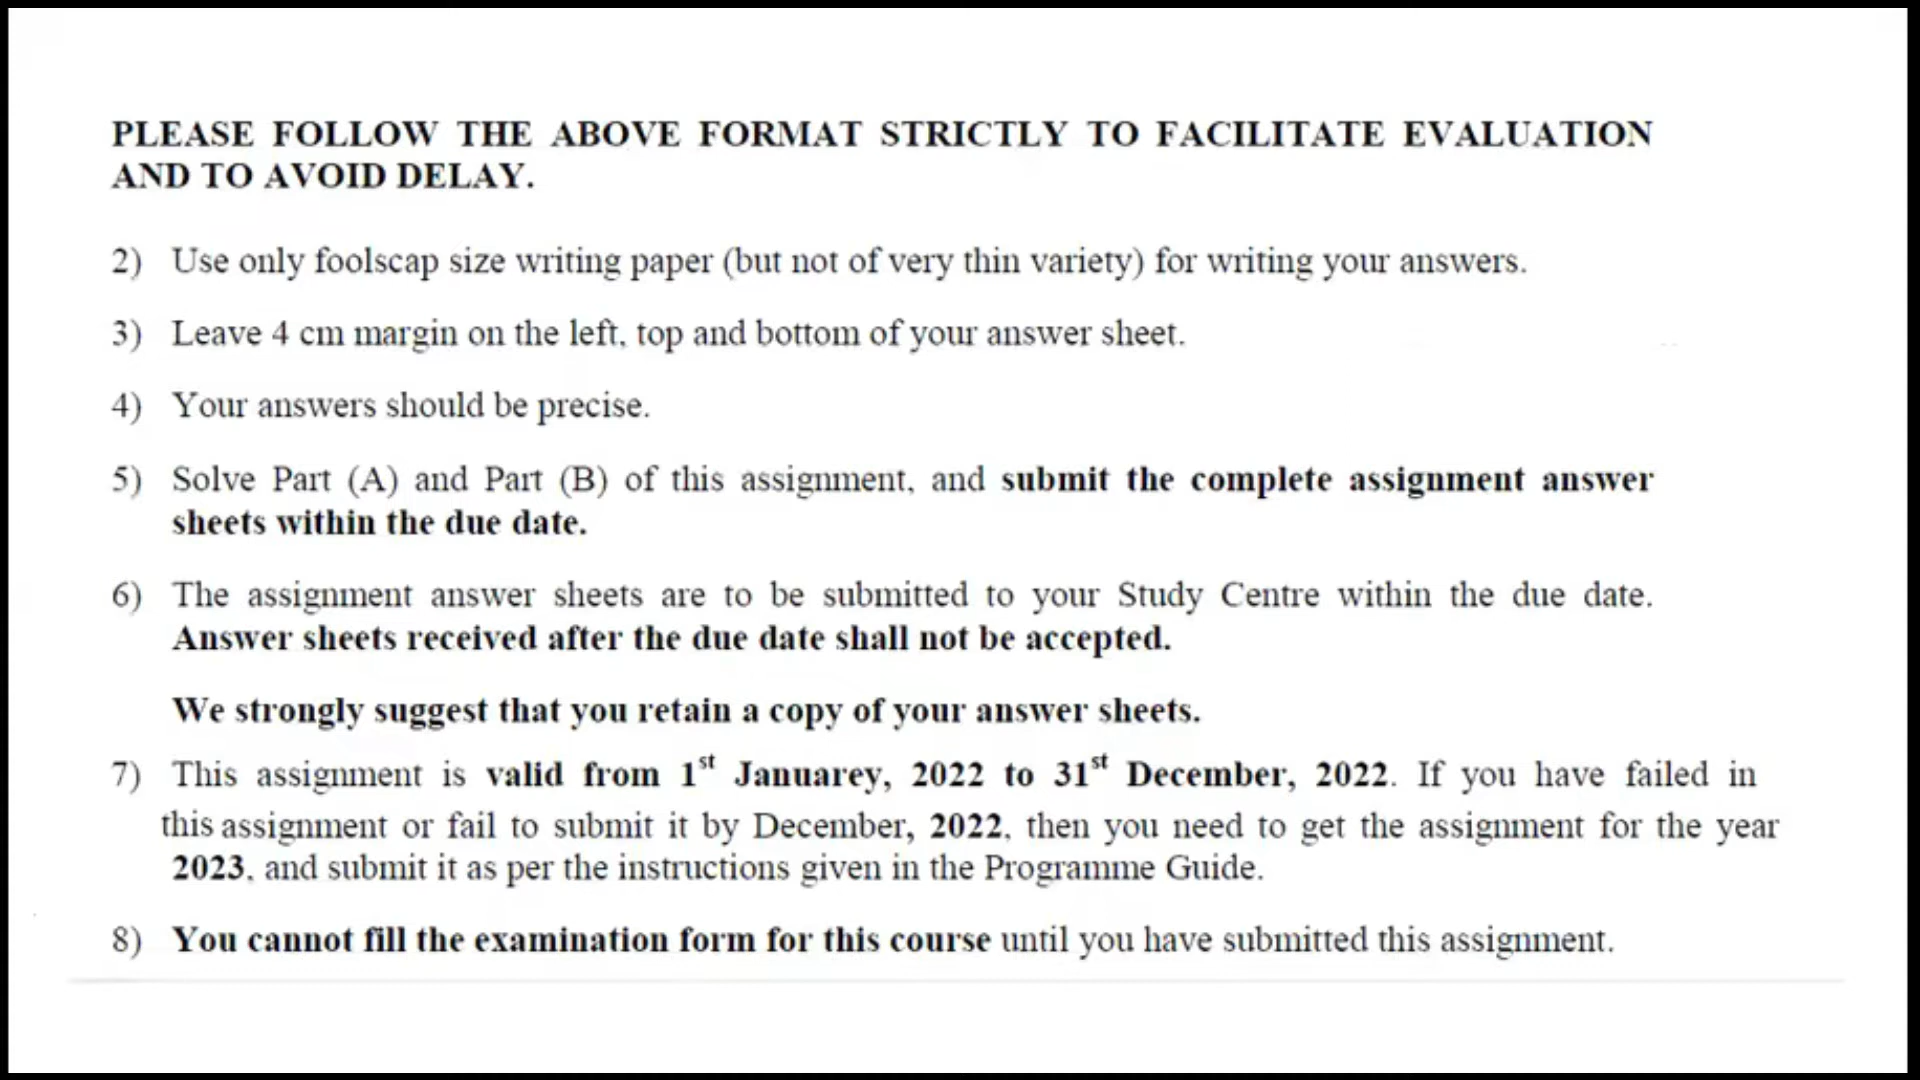 PLEASE FOLLOW THE ABOVE FORMAT STRICTLY TO FACILITATE EVALUATION
AND TO AVOID DELAY.
2) Use only foolscap size writing paper (but not of very thin variety) for writing your answers.
3) Leave 4 cm margin on the left, top and bottom of your answer sheet.
4) Your answers should be precise.
5) Solve Part (A) and Part (B) of this assignment, and submit the complete assignment answer
sheets within the due date.
6) The assignment answer sheets are to be submitted to your Study Centre within the due date.
Answer sheets received after the due date shall not be accepted.
We strongly suggest that you retain a copy of your answer sheets.
7) This assignment is valid from 1st Januarey, 2022 to 31st December, 2022. If you have failed in
this assignment or fail to submit it by December, 2022, then you need to get the assignment for the year
2023, and submit it as per the instructions given in the Programme Guide.
8) You cannot fill the examination form for this course until you have submitted this assignment.